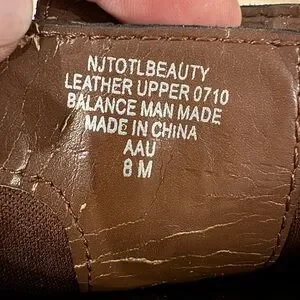 NJTOTLBEAUTY
LEATHER UPPER 0710
BALANCE MAN MADE
MADE IN CHINA
AAU
8 M